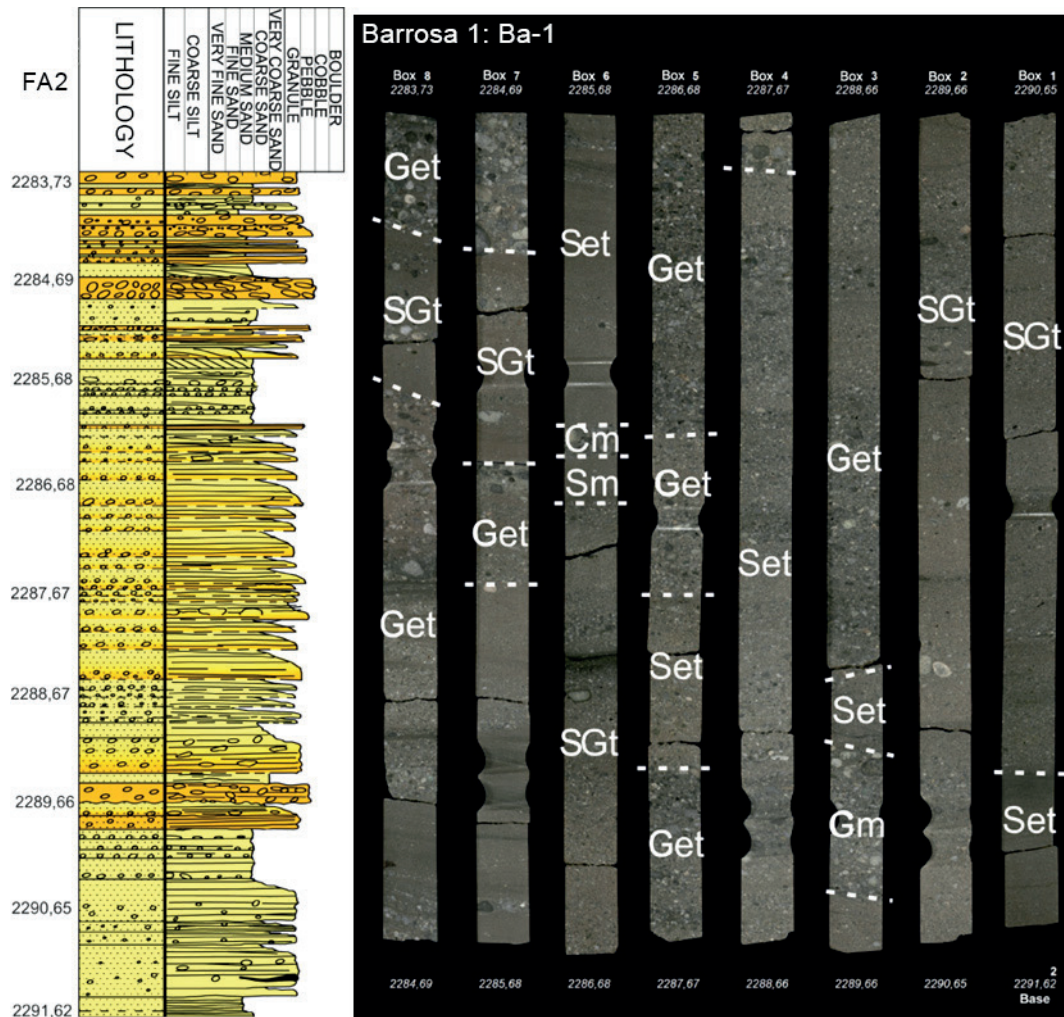 FA2
LITHOLOGY
FINE SILT
COARSE SILT
VERY FINE SAND
FINE SAND
MEDIUM SAND
COARSE SAND
VERY COARSE SAND
GRANULE
PEBBLE
COBBLE
BOULDER
2283,73
2284,69
2285,68
2286,68
2287,67
2288,67
2289,66
2290,65
2291.62
Barrosa 1: Ba-1
Box 8
2283,73
Get
SGt
Get
2284,69
Box 7
2284,69
SGt
Get
2285,68
Box 6
2285,68
Set
Cm
Sm
SGt
2286,68
Box 5
2286,68
Get
Get
Set
Get
2287,67
Box 4
2287,67
Set
2288,66
Box 3
2288,66
Get
Set
Gm
2289,66
Box 2
2289,66
SGt
2290,65
Box 1
2290,65
SGt
Set
2
2291,62
Base